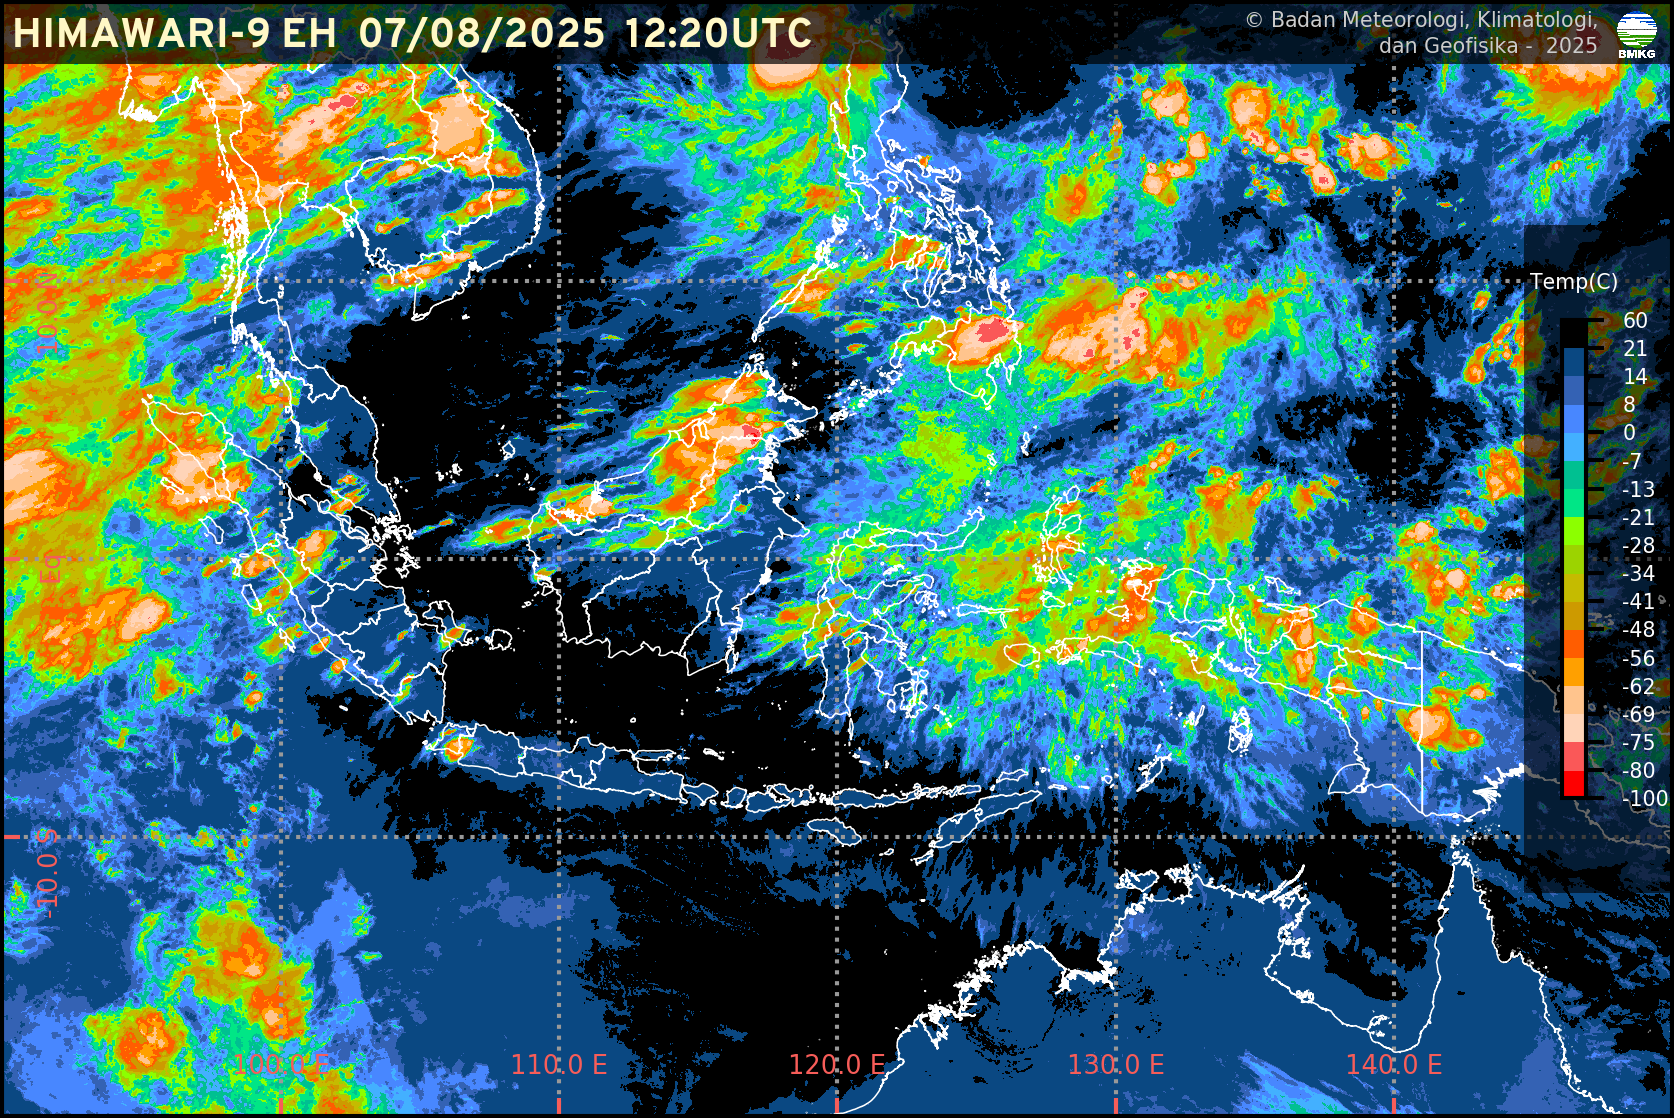 HIMAWARI-9 EH 07/08/2025 12:20UTC
© Badan Meteorologi, Klimatologi,
dan Geofisika - 2025
BMKG
10.0 N
Temp(C)
60
21
14
8
0
-7
-13
-21
-28
-34
-41
-48
-56
-62
-69
-75
-80
-100
EQ
-10.0 S
100.0 E
110.0 E
120.0 E
130.0 E
140.0 E